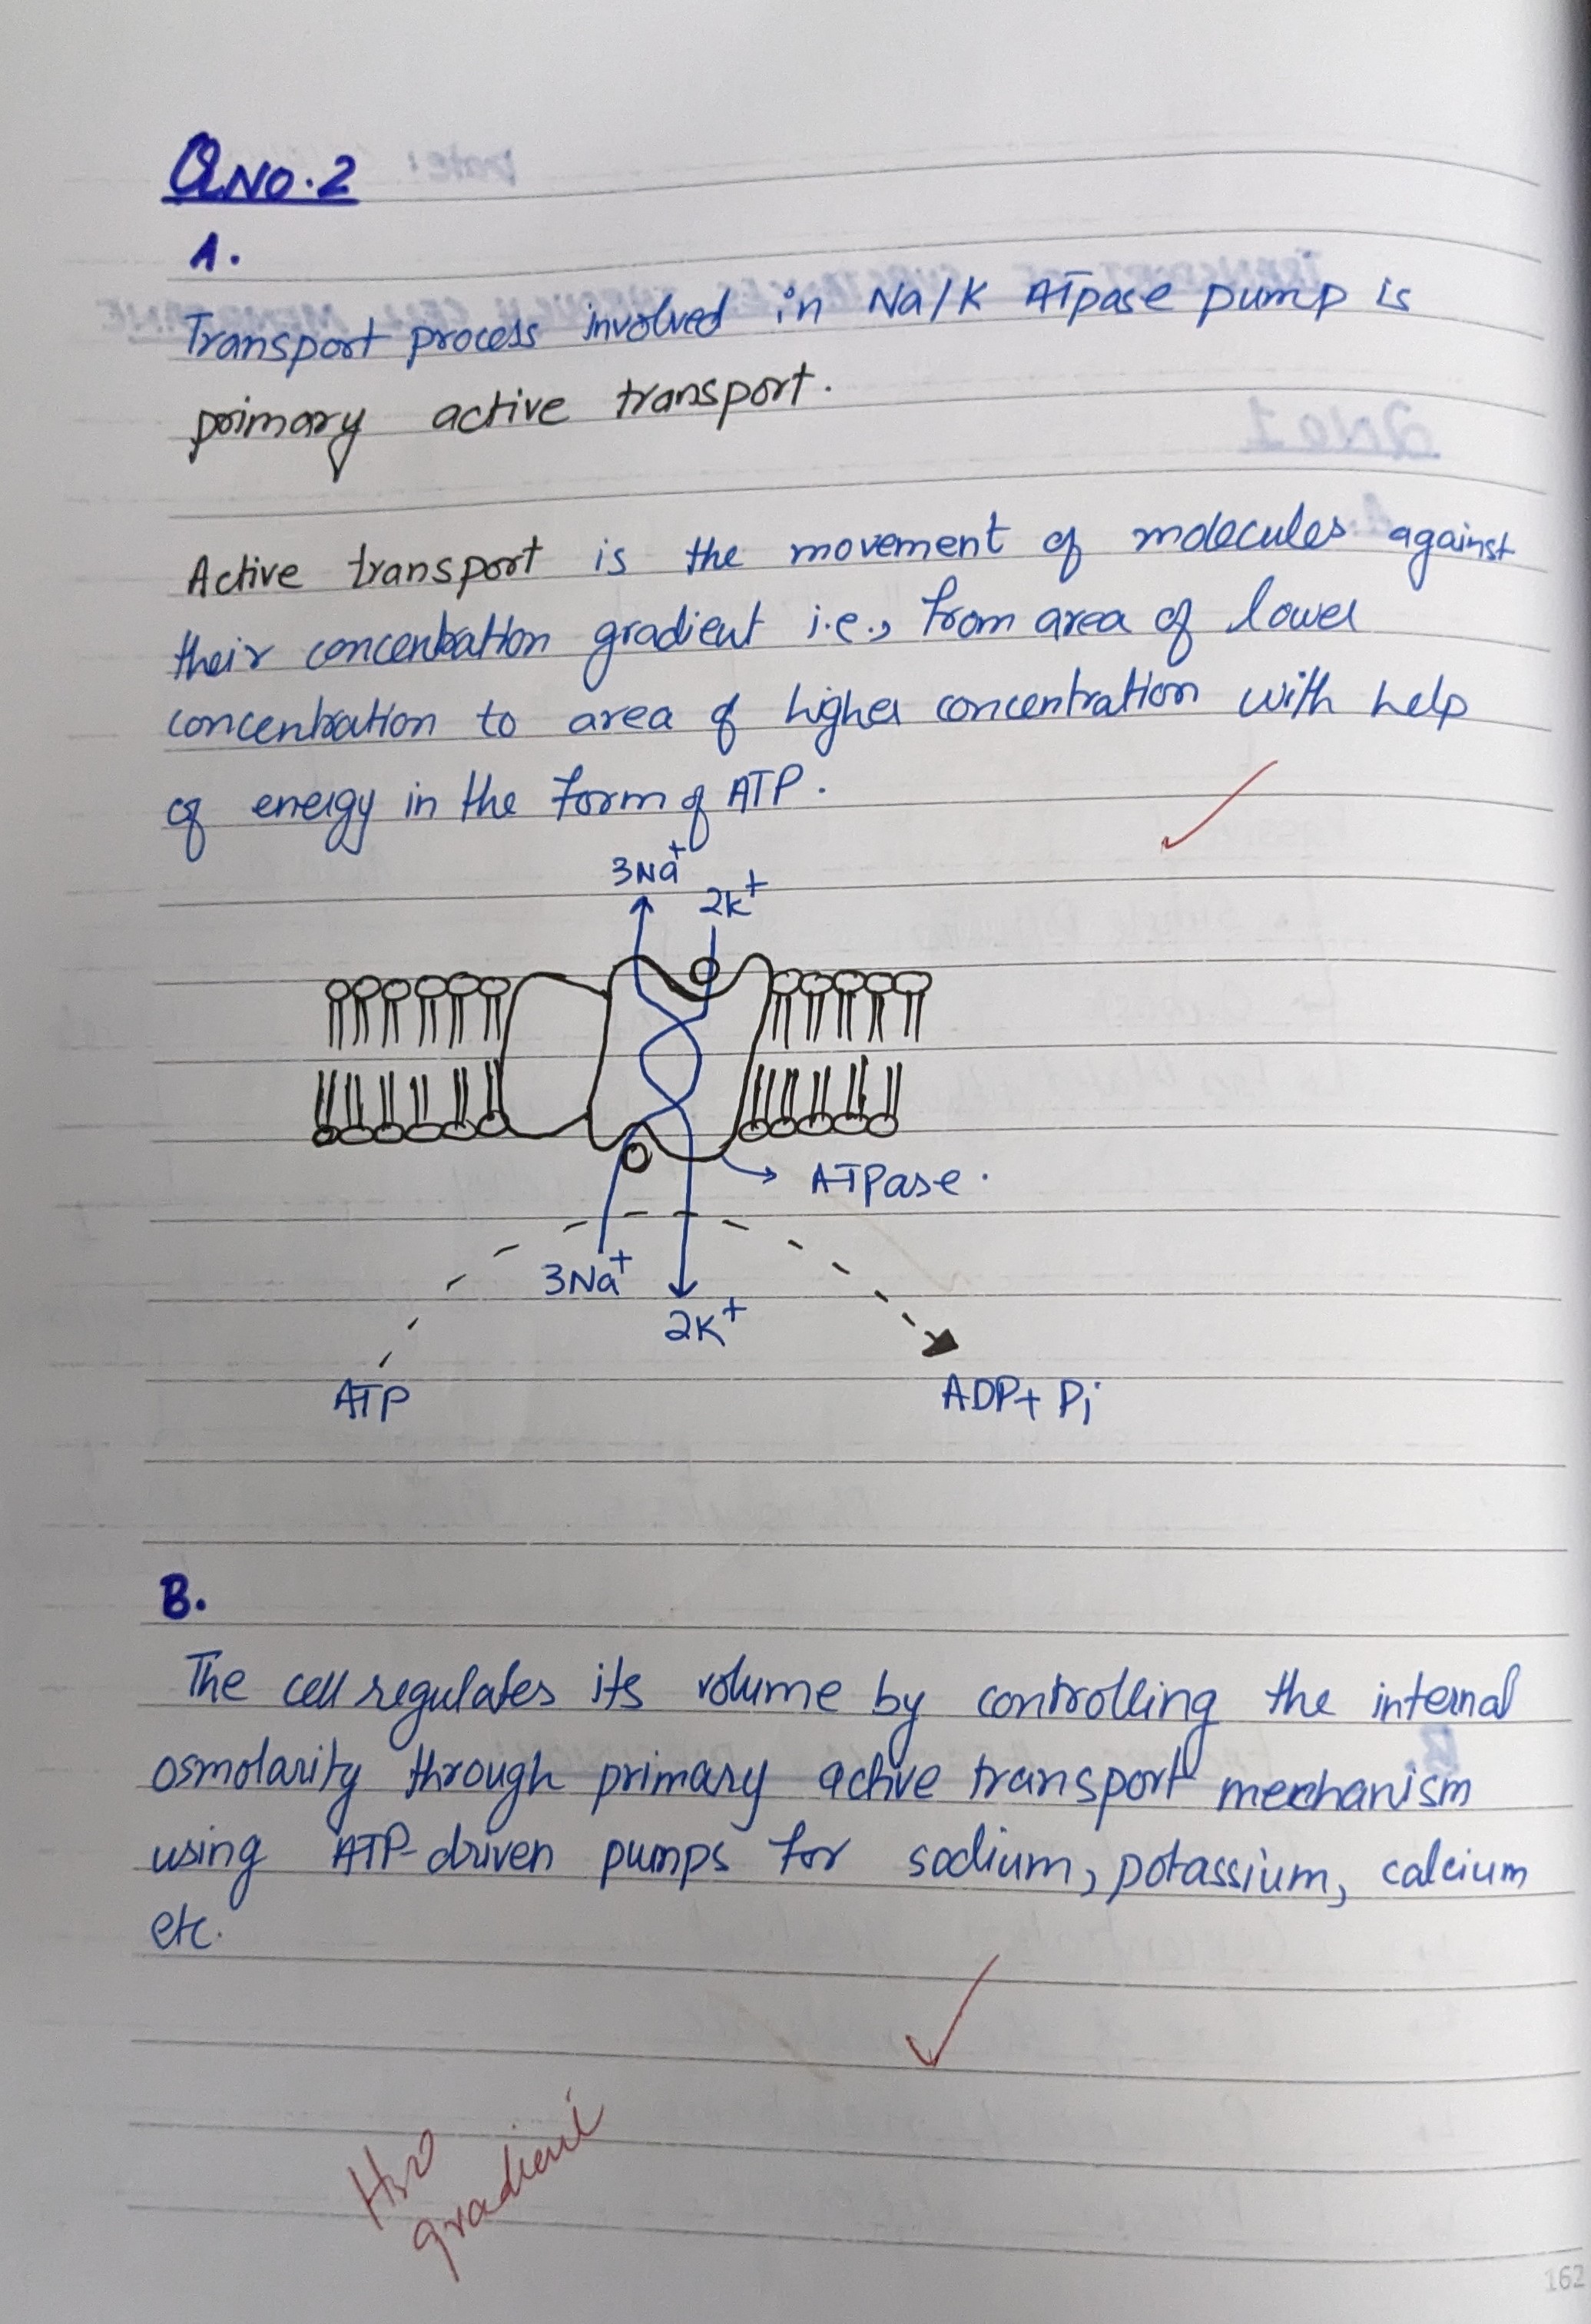 QNO.2
A.
Transport process involved in Na/K ATpase pump is
primary active transport.
Active transport is the movement of molecules against
their concentration gradient i.e., from area of lower
concentration to area of higher concentration with help
of energy in the form of ATP.
3Na+
2K+
ATPase.
3Na+
2K+
ATP
ADP+ Pi
B.
The cell regulates its volume by controlling the internal
osmolarity through primary active transport mechanism
using ATP-driven pumps for sodium, potassium, calcium
etc.
H2O
gradient
162